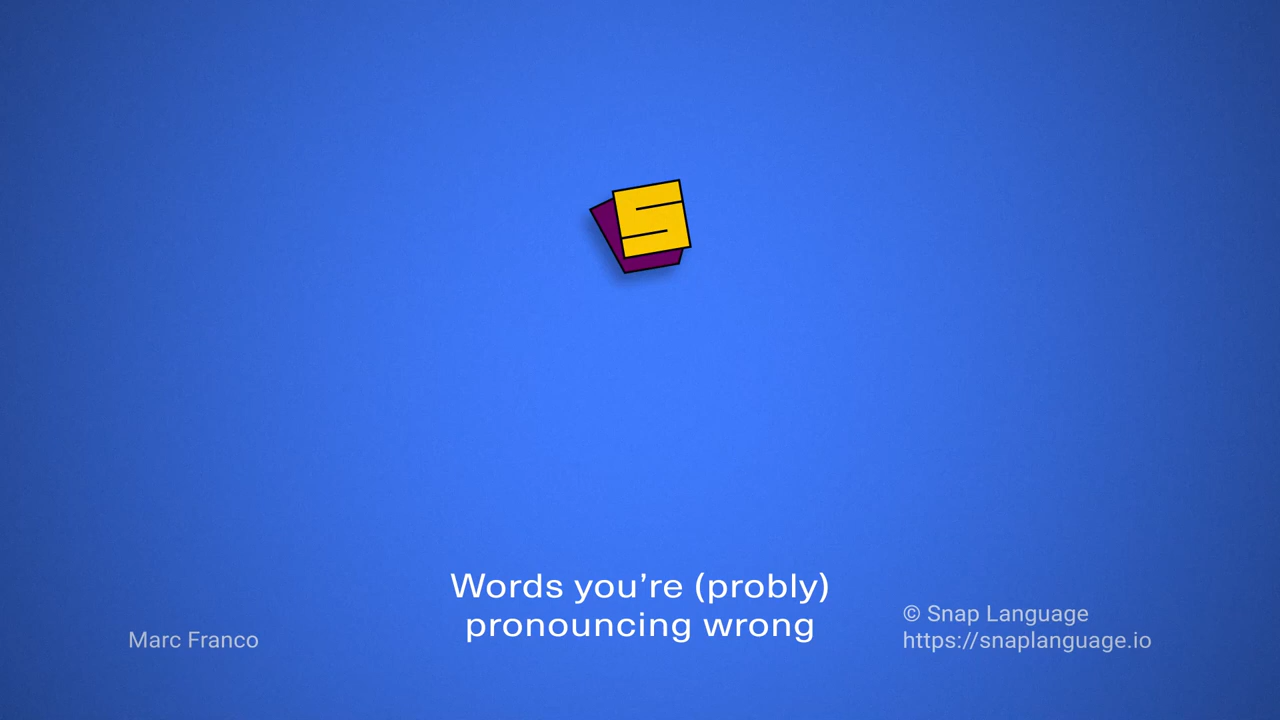 S
Words you're (probly)
pronouncing wrong
Marc Franco
© Snap Language
https://snaplanguage.io